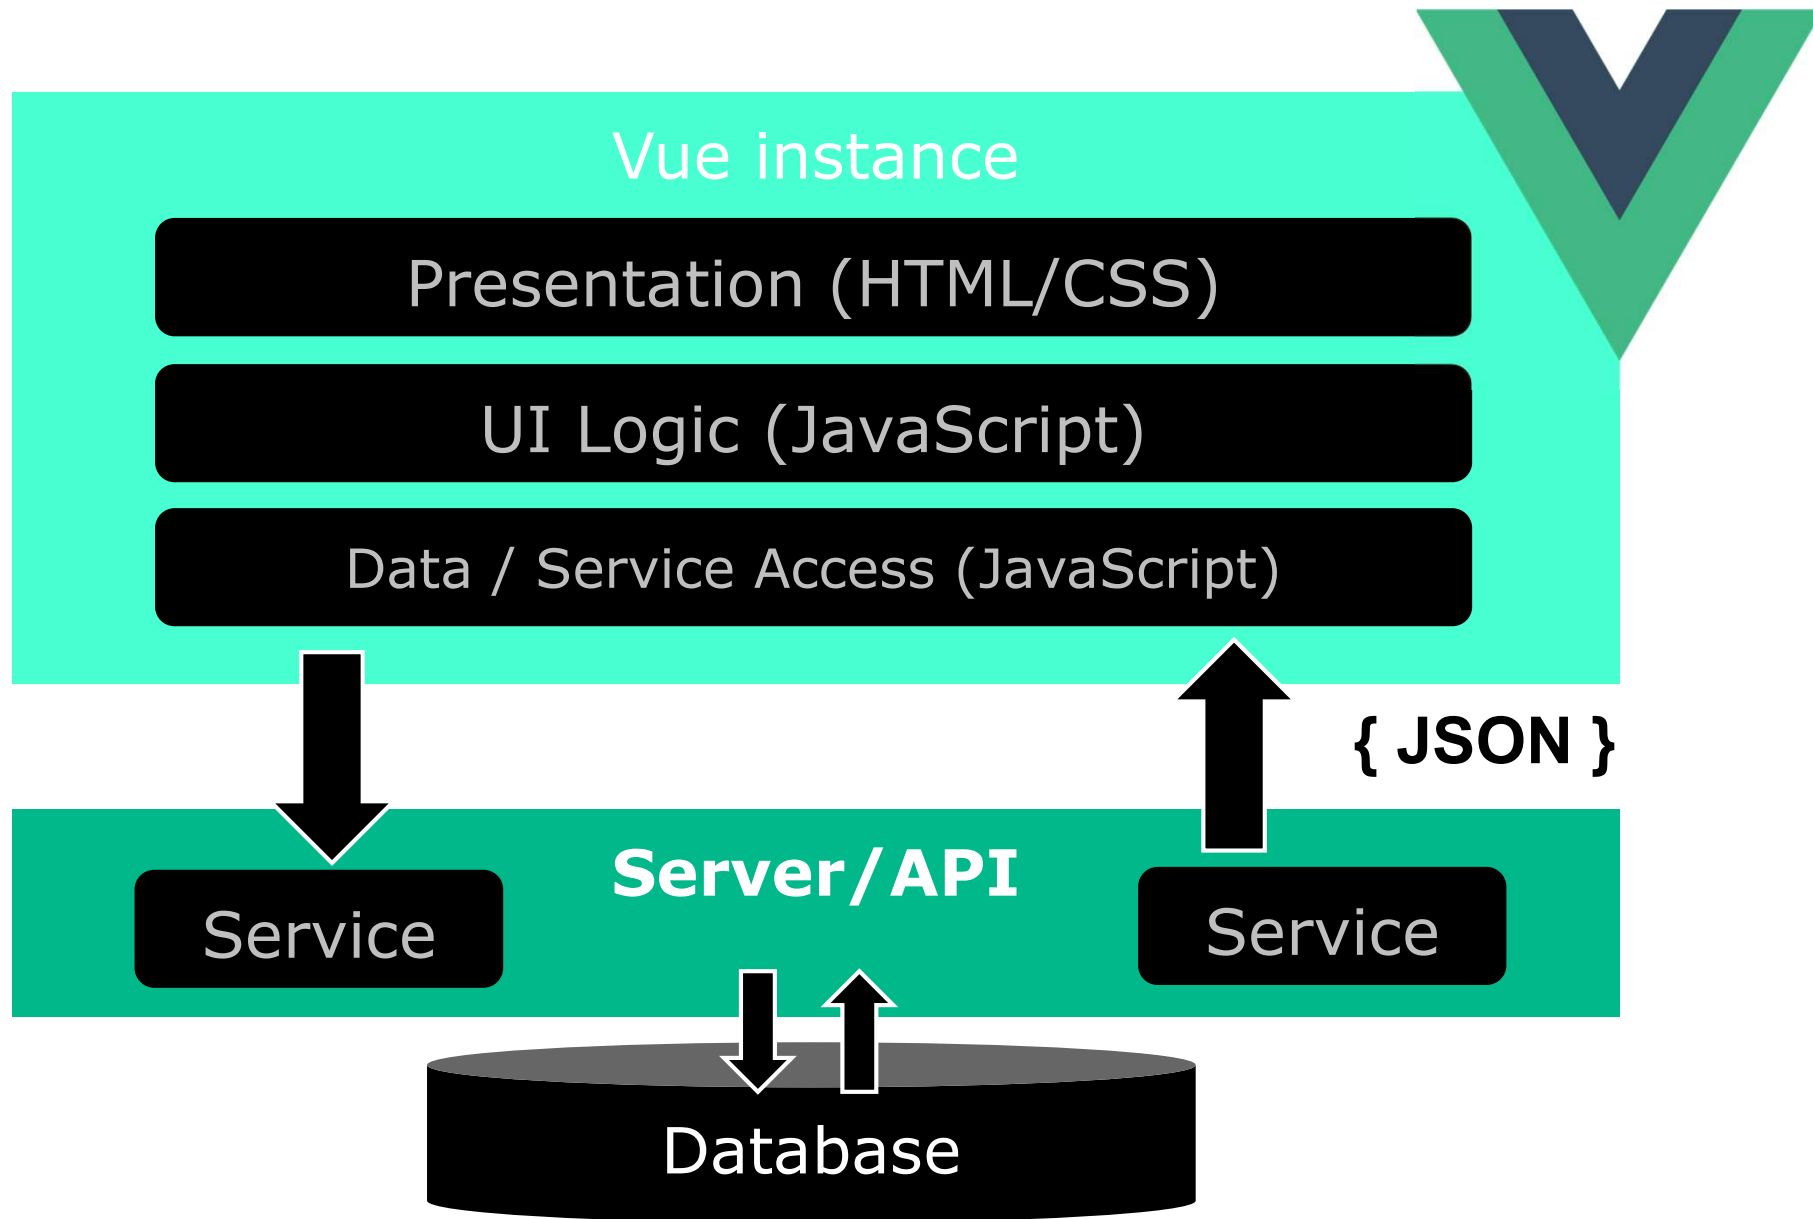 Vue instance
Presentation (HTML/CSS)
UI Logic (JavaScript)
Data / Service Access (JavaScript)
{ JSON }
Server/API
Service
Service
Database